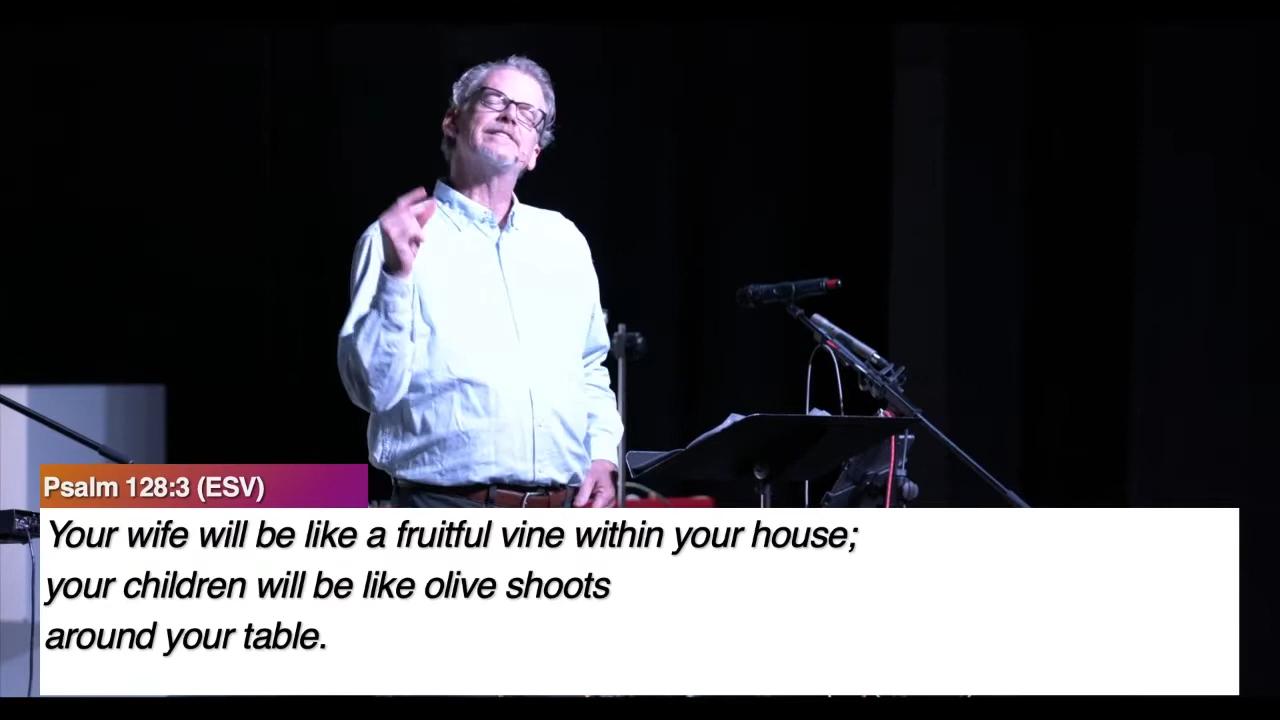 Psalm 128:3 (ESV)
Your wife will be like a fruitful vine within your house;
your children will be like olive shoots
around your table.